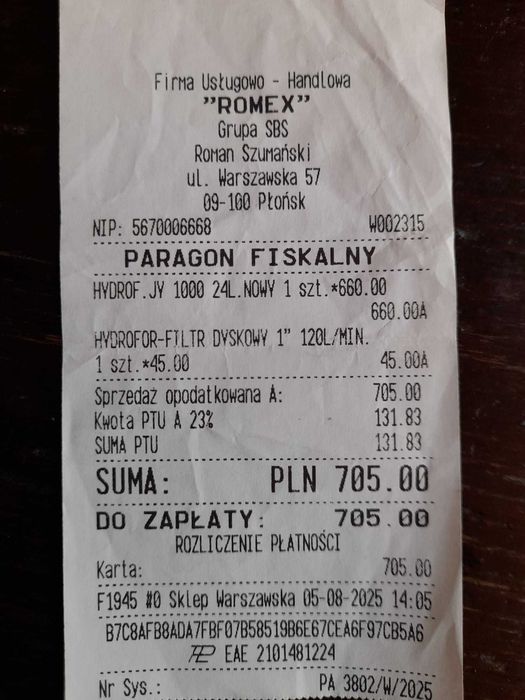 Firma Usługowo - Handlowa
"ROMEX"
Grupa SBS
Roman Szumański
ul. Warszawska 57
09-100 Płońsk
NIP: 5670006668 W002315
PARAGON FISKALNY
HYDROF.JY 1000 24L.NOWY 1 szt.*660.00
660.00A
HYDROFOR-FILTR DYSKOWY 1" 120L/MIN.
1 szt.*45.00 45.00A
Sprzedaż opodatkowana A: 705.00
Kwota PTU A 23% 131.83
SUMA PTU 131.83
SUMA: PLN 705.00
DO ZAPŁATY: 705.00
ROZLICZENIE PŁATNOŚCI
Karta: 705.00
F1945 #0 Sklep Warszawska 05-08-2025 14:05
B7C8AFB8ADA7FBF07B58519B6E67CEA6F97CB5A6
EAE 2101481224
Nr Sys.: PA 3802/W/2025